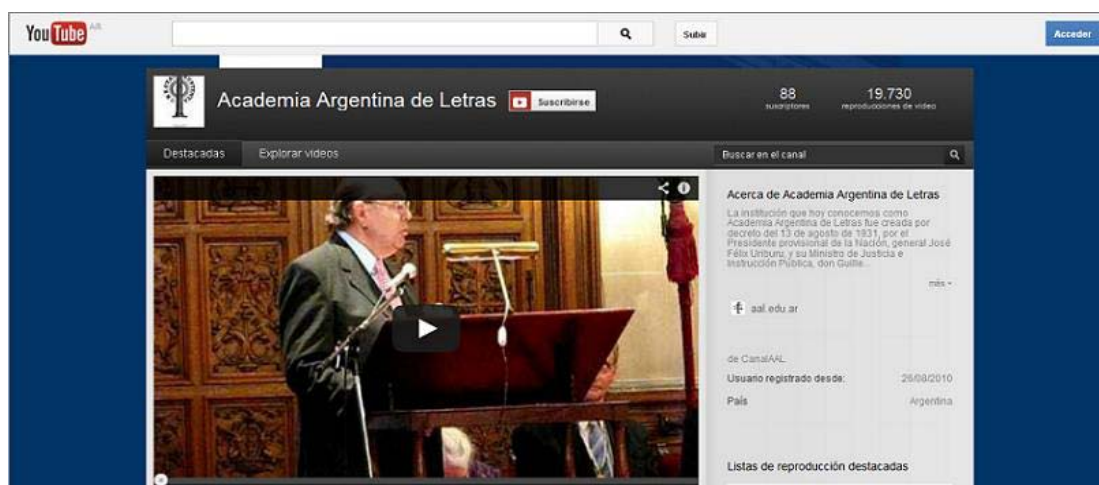 YouTube AR
Subir
Acceder
Academia Argentina de Letras
Suscribirse
88
suscriptores
19.730
reproducciones de vídeo
Destacadas
Explorar vídeos
Buscar en el canal
Acerca de Academia Argentina de Letras
La institución que hoy conocemos como
Academia Argentina de Letras fue creada por
decreto del 13 de agosto de 1931, por el
Presidente provisional de la Nación, general José
Félix Uriburu, y su Ministro de Justicia e
Instrucción Pública, don Guille...
más
aal.edu.ar
de CanalAAL
Usuario registrado desde:
26/08/2010
País
Argentina
Listas de reproducción destacadas